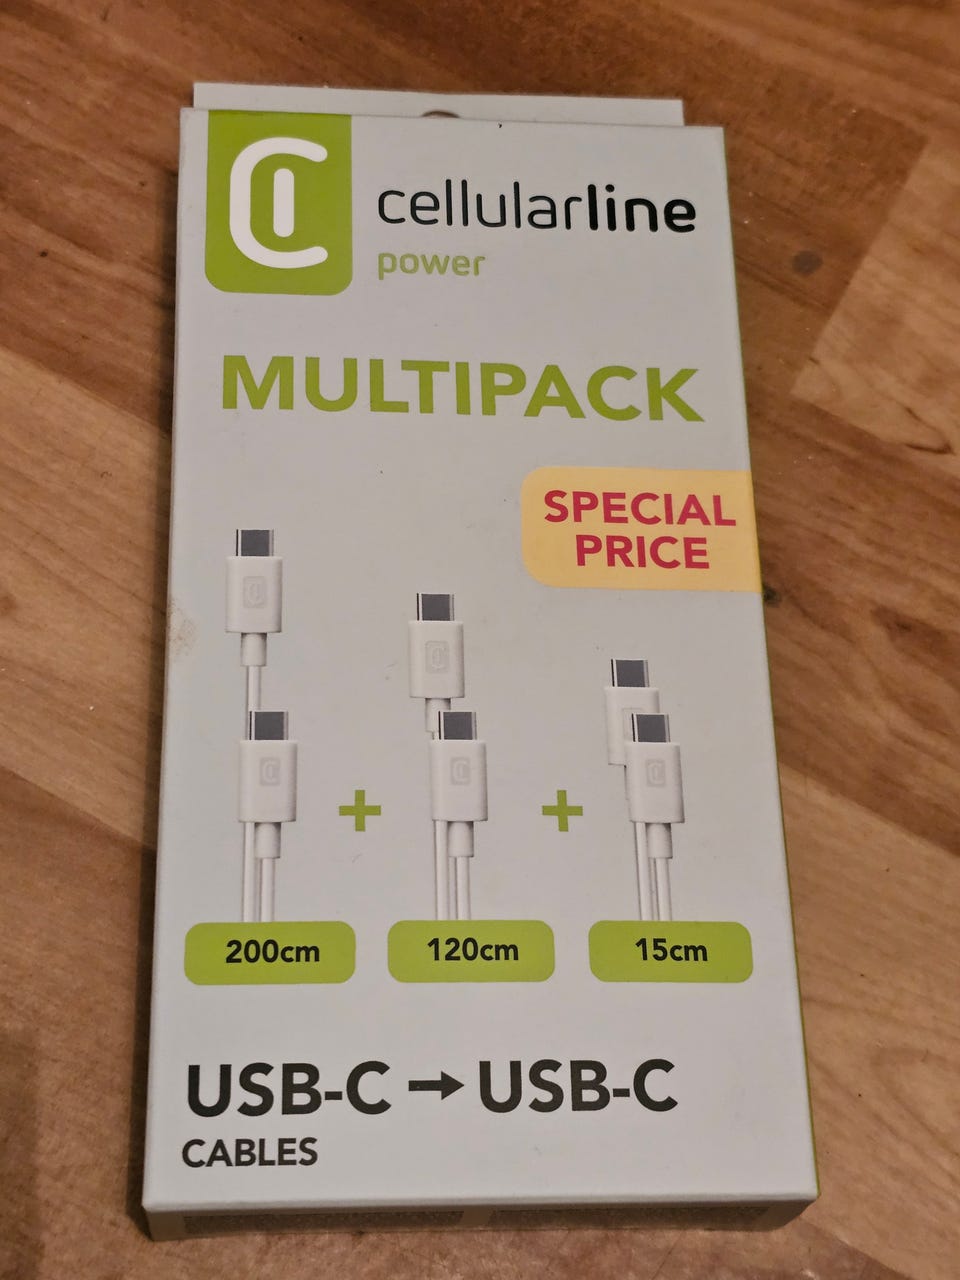 cellularline
power
MULTIPACK
SPECIAL
PRICE
+ +
200cm 120cm 15cm
USB-C → USB-C
CABLES